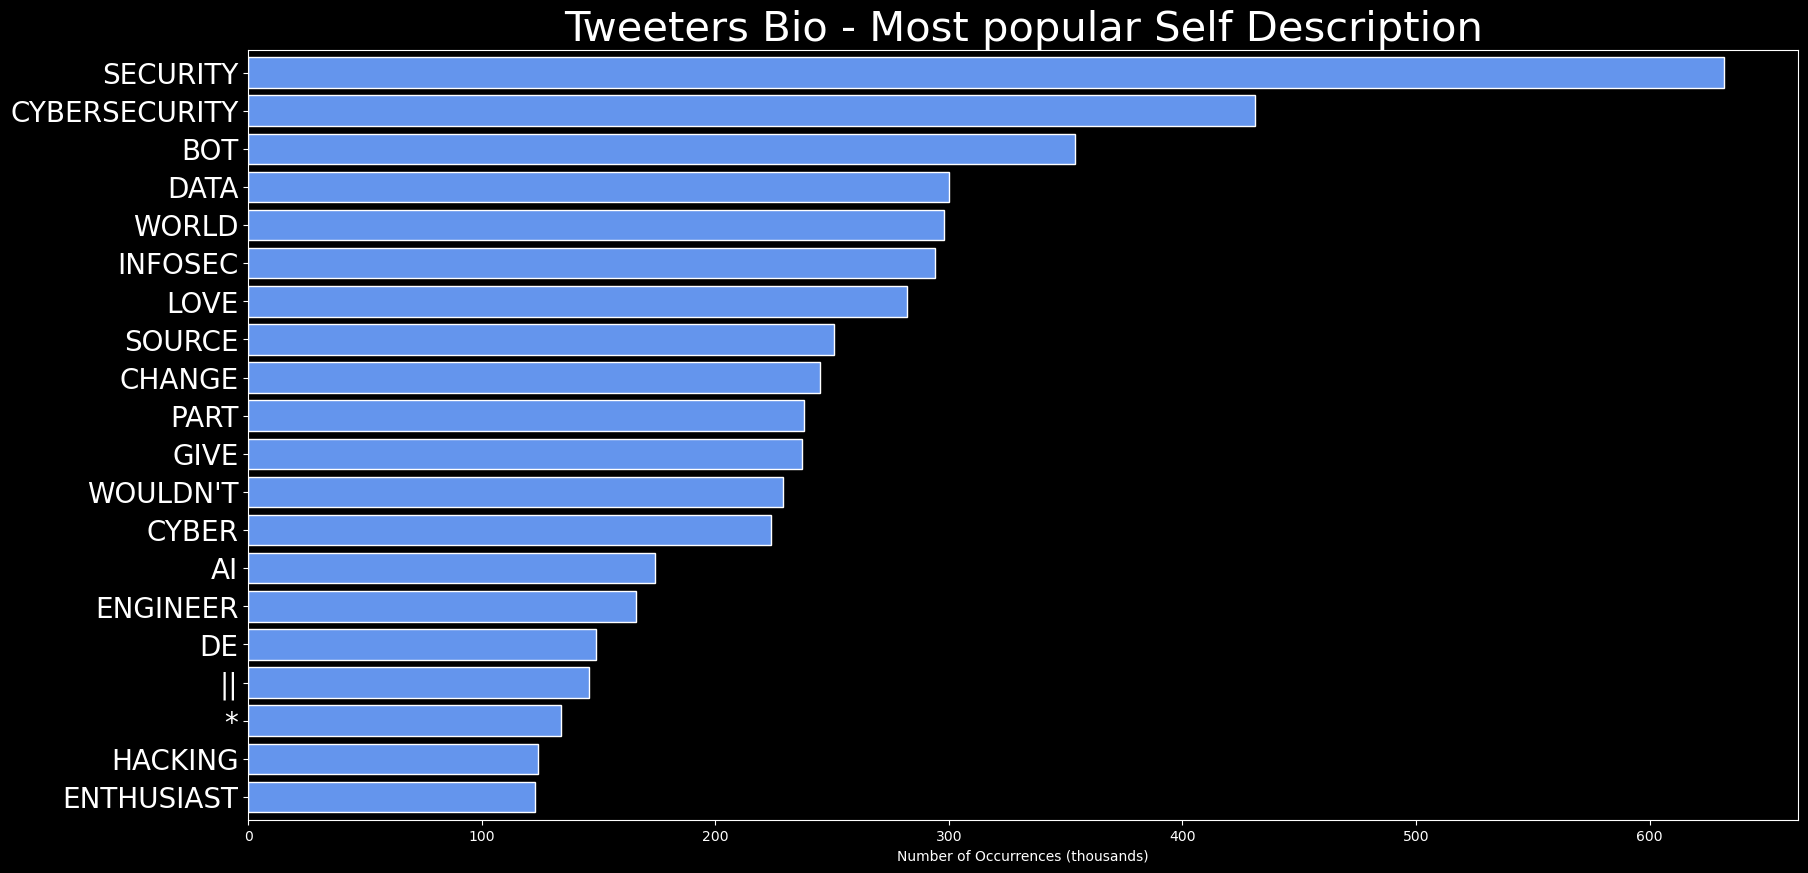 Tweeters Bio - Most popular Self Description
SECURITY
CYBERSECURITY
BOT
DATA
WORLD
INFOSEC
LOVE
SOURCE
CHANGE
PART
GIVE
WOULDN'T
CYBER
AI
ENGINEER
DE
||
*
HACKING
ENTHUSIAST
0 100 200 300 400 500 600
Number of Occurrences (thousands)